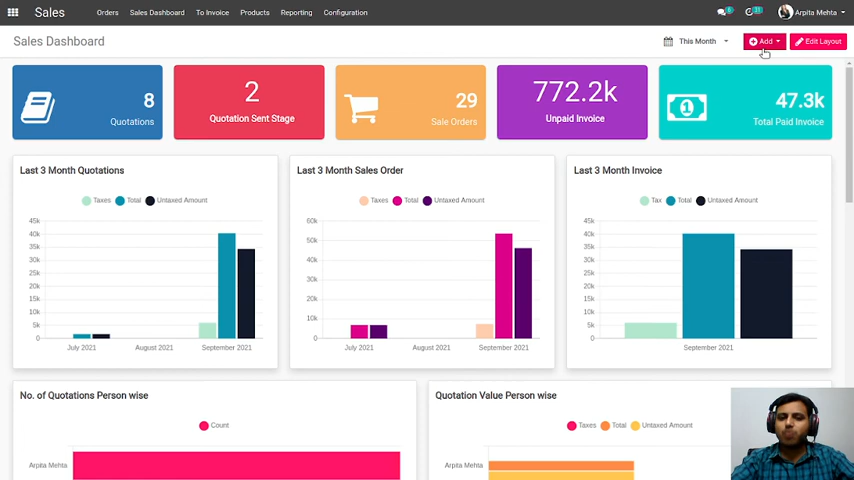 Sales
Orders
Sales Dashboard
To Invoice
Products
Reporting
Configuration
Arpita Mehta
Sales Dashboard
This Month
Add
Edit Layout
8
Quotations
2
Quotation Sent Stage
29
Sale Orders
772.2k
Unpaid Invoice
47.3k
Total Paid Invoice
Last 3 Month Quotations
Taxes
Total
Untaxed Amount
45k
40k
35k
30k
25k
20k
15k
10k
5k
0
July 2021
August 2021
September 2021
Last 3 Month Sales Order
Taxes
Total
Untaxed Amount
60k
50k
40k
30k
20k
10k
0
July 2021
August 2021
September 2021
Last 3 Month Invoice
Tax
Total
Untaxed Amount
45k
40k
35k
30k
25k
20k
15k
10k
5k
0
September 2021
No. of Quotations Person wise
Count
Arpita Mehta
Quotation Value Person wise
Taxes
Total
Untaxed Amount
Arpita Mehta